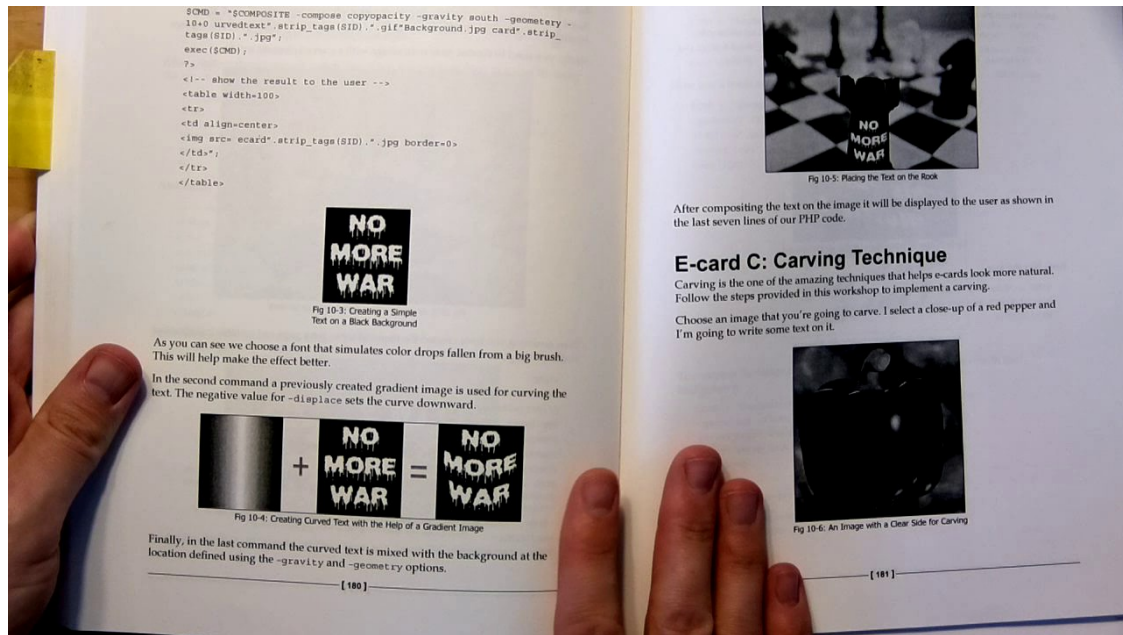 $CMD = "$COMPOSITE -compose copyopacity -gravity south -geometery -
10+0 urvedtext".strip_tags(SID).".gif"Background.jpg card".strip_
tags(SID).".jpg";
exec($CMD);
?>
<!-- show the result to the user -->
<table width=100>
<tr>
<td align=center>
<img src= ecard".strip_tags(SID).".jpg border=0>
</td>";
</tr>
</table>
NO
MORE
WAR
Fig 10-3: Creating a Simple
Text on a Black Background
As you can see we choose a font that simulates color drops fallen from a big brush.
This will help make the effect better.
In the second command a previously created gradient image is used for curving the
text. The negative value for -displace sets the curve downward.
NO
MORE
WAR
+
=
NO
MORE
WAR
Fig 10-4: Creating Curved Text with the Help of a Gradient Image
Finally, in the last command the curved text is mixed with the background at the
location defined using the -gravity and -geometry options.
[ 180 ]
NO
MORE
WAR
Fig 10-5: Placing the Text on the Rook
After compositing the text on the image it will be displayed to the user as shown in
the last seven lines of our PHP code.
E-card C: Carving Technique
Carving is the one of the amazing techniques that helps e-cards look more natural.
Follow the steps provided in this workshop to implement a carving.
Choose an image that you're going to carve. I select a close-up of a red pepper and
I'm going to write some text on it.
Fig 10-6: An Image with a Clear Side for Carving
[ 181 ]